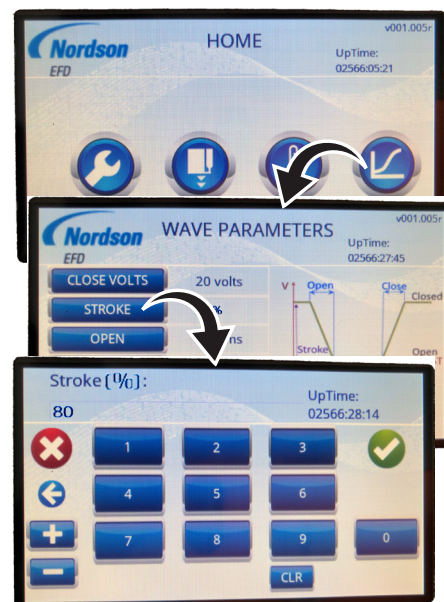 v001.005r
Nordson
EFD
HOME
UpTime:
02566:05:21
v001.005r
Nordson
EFD
WAVE PARAMETERS
UpTime:
02566:27:45
CLOSE VOLTS 20 volts
STROKE %
OPEN
V Open Close
Closed
Stroke
Open
Stroke (%):
80
UpTime:
02566:28:14
1 2 3
4 5 6
7 8 9 0
+
−
CLR